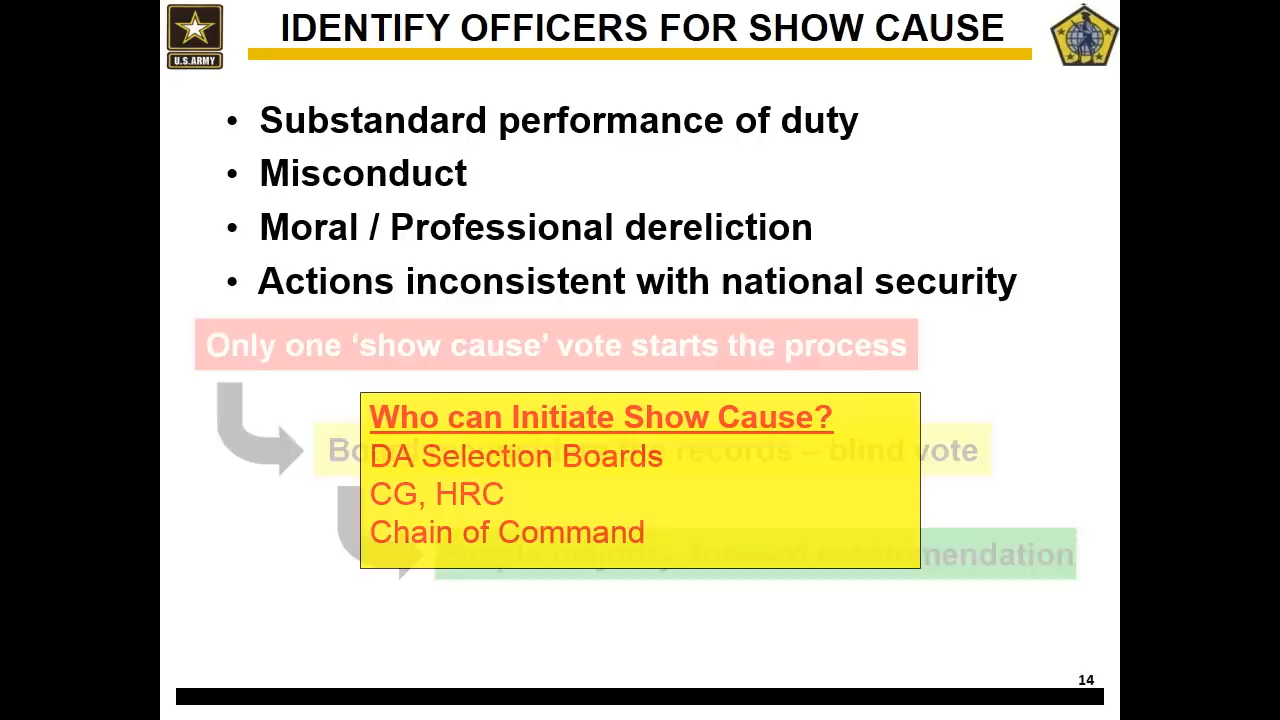 IDENTIFY OFFICERS FOR SHOW CAUSE
U.S.ARMY
• Substandard performance of duty
• Misconduct
• Moral / Professional dereliction
• Actions inconsistent with national security
Only one ‘show cause’ vote starts the process
Who can Initiate Show Cause?
records – blind vote
DA Selection Boards
CG, HRC
Chain of Command
recommendation
14